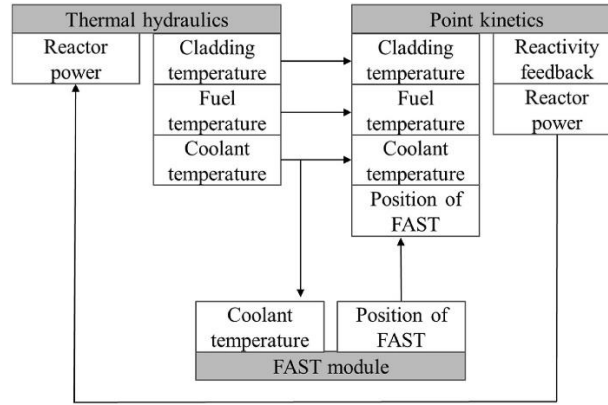 Thermal hydraulics
Reactor
power
Cladding
temperature
Fuel
temperature
Coolant
temperature
Point kinetics
Cladding
temperature
Fuel
temperature
Coolant
temperature
Position of
FAST
Reactivity
feedback
Reactor
power
Coolant
temperature
Position of
FAST
FAST module